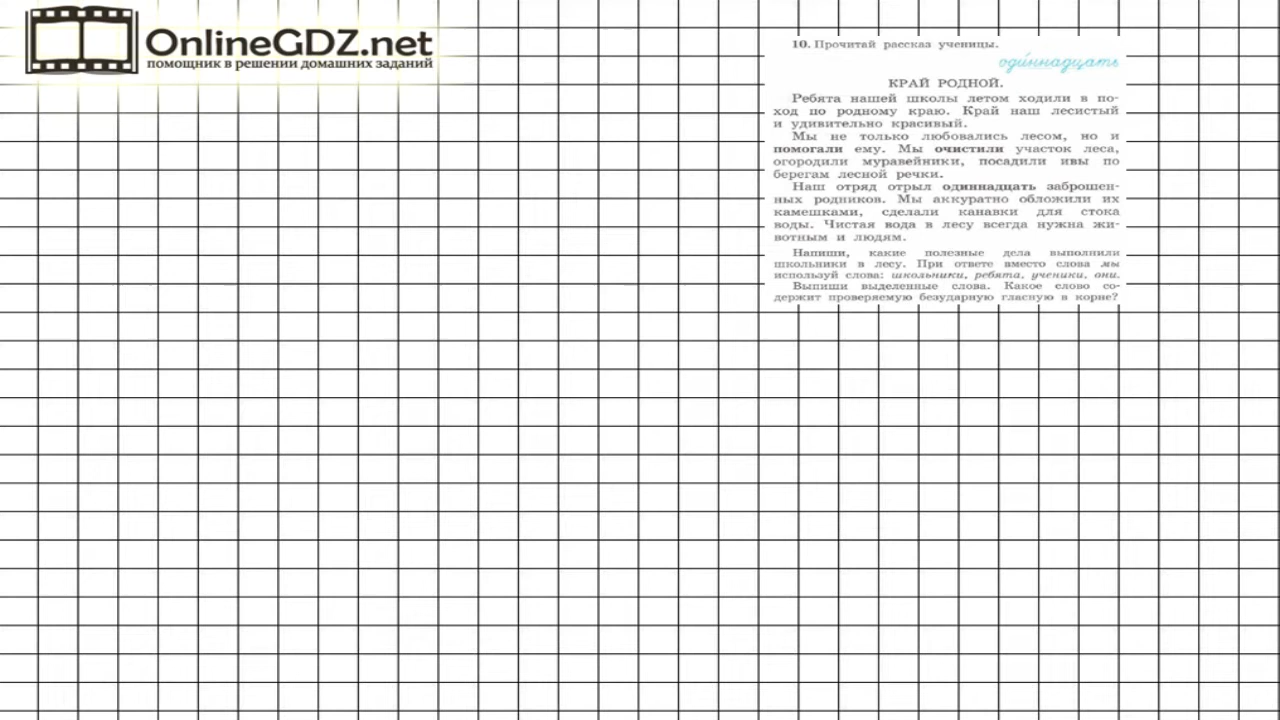 OnlineGDZ.net
помощник в решении домашних заданий
10. Прочитай рассказ ученицы.
оди́ннадцать
КРАЙ РОДНОЙ.
Ребята нашей школы летом ходили в по-
ход по родному краю. Край наш лесистый
и удивительно красивый.
Мы не только любовались лесом, но и
помогали ему. Мы очистили участок леса,
огородили муравейники, посадили ивы по
берегам лесной речки.
Наш отряд отрыл одиннадцать заброшен-
ных родников. Мы аккуратно обложили их
камешками, сделали канавки для стока
воды. Чистая вода в лесу всегда нужна жи-
вотным и людям.
Напиши, какие полезные дела выполнили
школьники в лесу. При ответе вместо слова мы
используй слова: школьники, ребята, ученики, они.
Выпиши выделенные слова. Какое слово со-
держит проверяемую безударную гласную в корне?